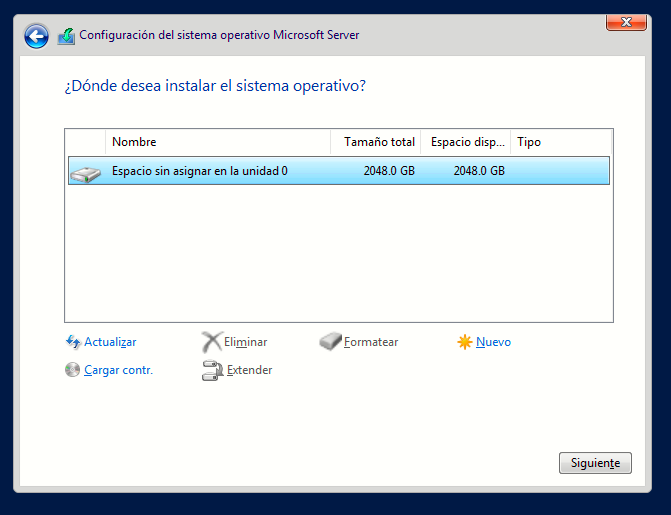 Configuración del sistema operativo Microsoft Server
¿Dónde desea instalar el sistema operativo?
Nombre Tamaño total Espacio disp... Tipo
Espacio sin asignar en la unidad 0 2048.0 GB 2048.0 GB
Actualizar Eliminar Formatear Nuevo
Cargar contr. Extender
Siguiente